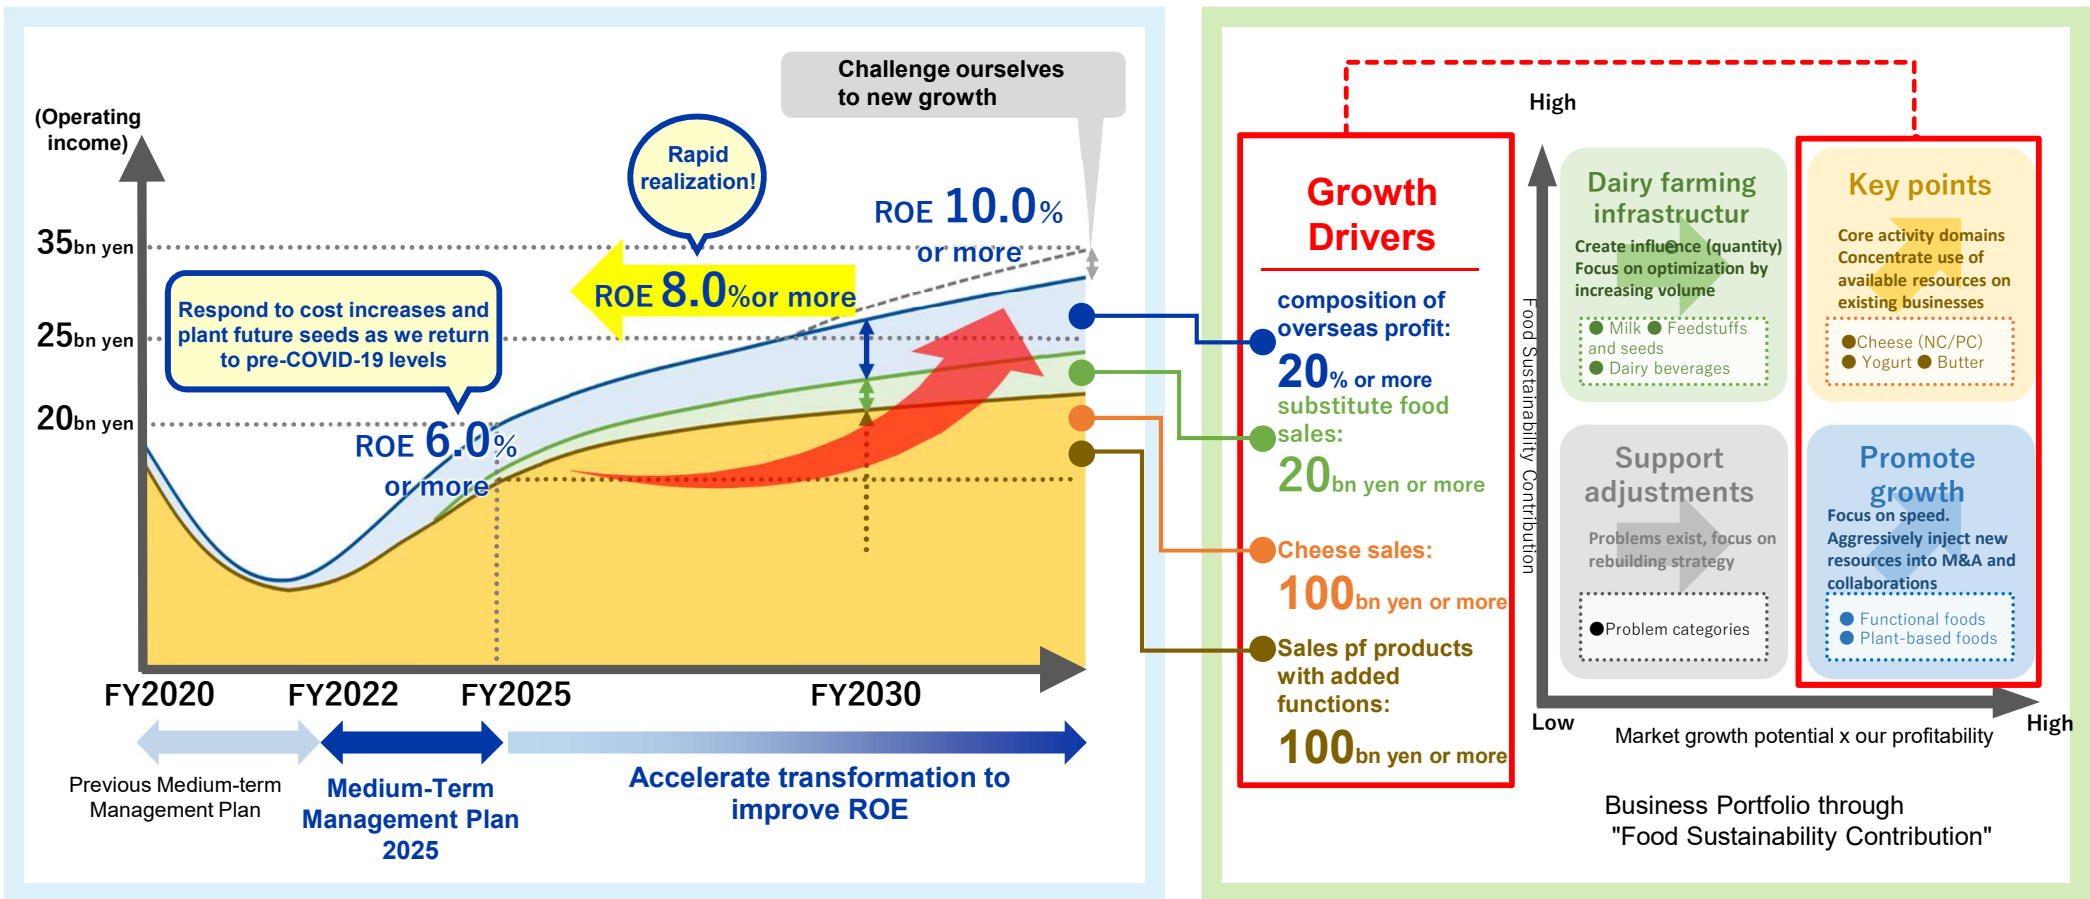 (Operating
income)
35bn yen
25bn yen
20bn yen
Respond to cost increases and
plant future seeds as we return
to pre-COVID-19 levels
ROE 6.0%
or more
Rapid
realization!
ROE 8.0%or more
Challenge ourselves
to new growth
ROE 10.0%
or more
FY2020
FY2022
FY2025
FY2030
Previous Medium-term
Management Plan
Medium-Term
Management Plan
2025
Accelerate transformation to
improve ROE
Growth
Drivers
composition of
overseas profit:
20% or more
substitute food
sales:
20bn yen or more
Cheese sales:
100bn yen or more
Sales pf products
with added
functions:
100bn yen or more
High
Food Sustainability Contribution
Dairy farming
infrastructur
e
Create influence (quantity)
Focus on optimization by
increasing volume
● Milk ● Feedstuffs
and seeds
● Dairy beverages
Key points
Core activity domains
Concentrate use of
available resources on
existing businesses
●Cheese (NC/PC)
● Yogurt ● Butter
Support
adjustments
Problems exist, focus on
rebuilding strategy
●Problem categories
Promote
growth
Focus on speed.
Aggressively inject new
resources into M&A and
collaborations
● Functional foods
● Plant-based foods
Low
High
Market growth potential x our profitability
Business Portfolio through
"Food Sustainability Contribution"